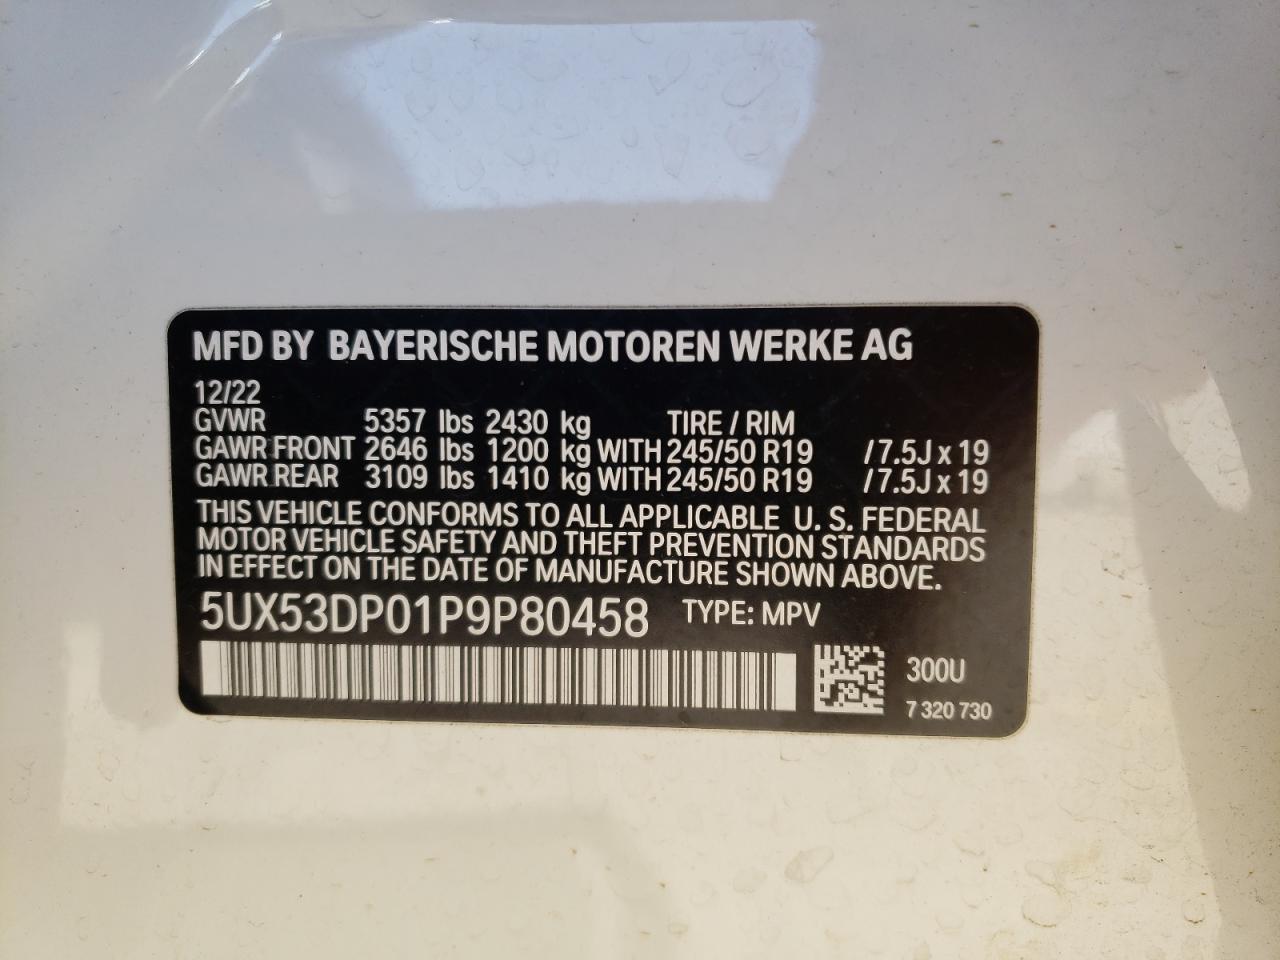 MFD BY BAYERISCHE MOTOREN WERKE AG
12/22
GVWR 5357 lbs 2430 kg TIRE / RIM
GAWR FRONT 2646 lbs 1200 kg WITH 245/50 R19 / 7.5J x 19
GAWR REAR 3109 lbs 1410 kg WITH 245/50 R19 / 7.5J x 19
THIS VEHICLE CONFORMS TO ALL APPLICABLE U. S. FEDERAL
MOTOR VEHICLE SAFETY AND THEFT PREVENTION STANDARDS
IN EFFECT ON THE DATE OF MANUFACTURE SHOWN ABOVE.
5UX53DP01P9P80458 TYPE: MPV
300U
7 320 730